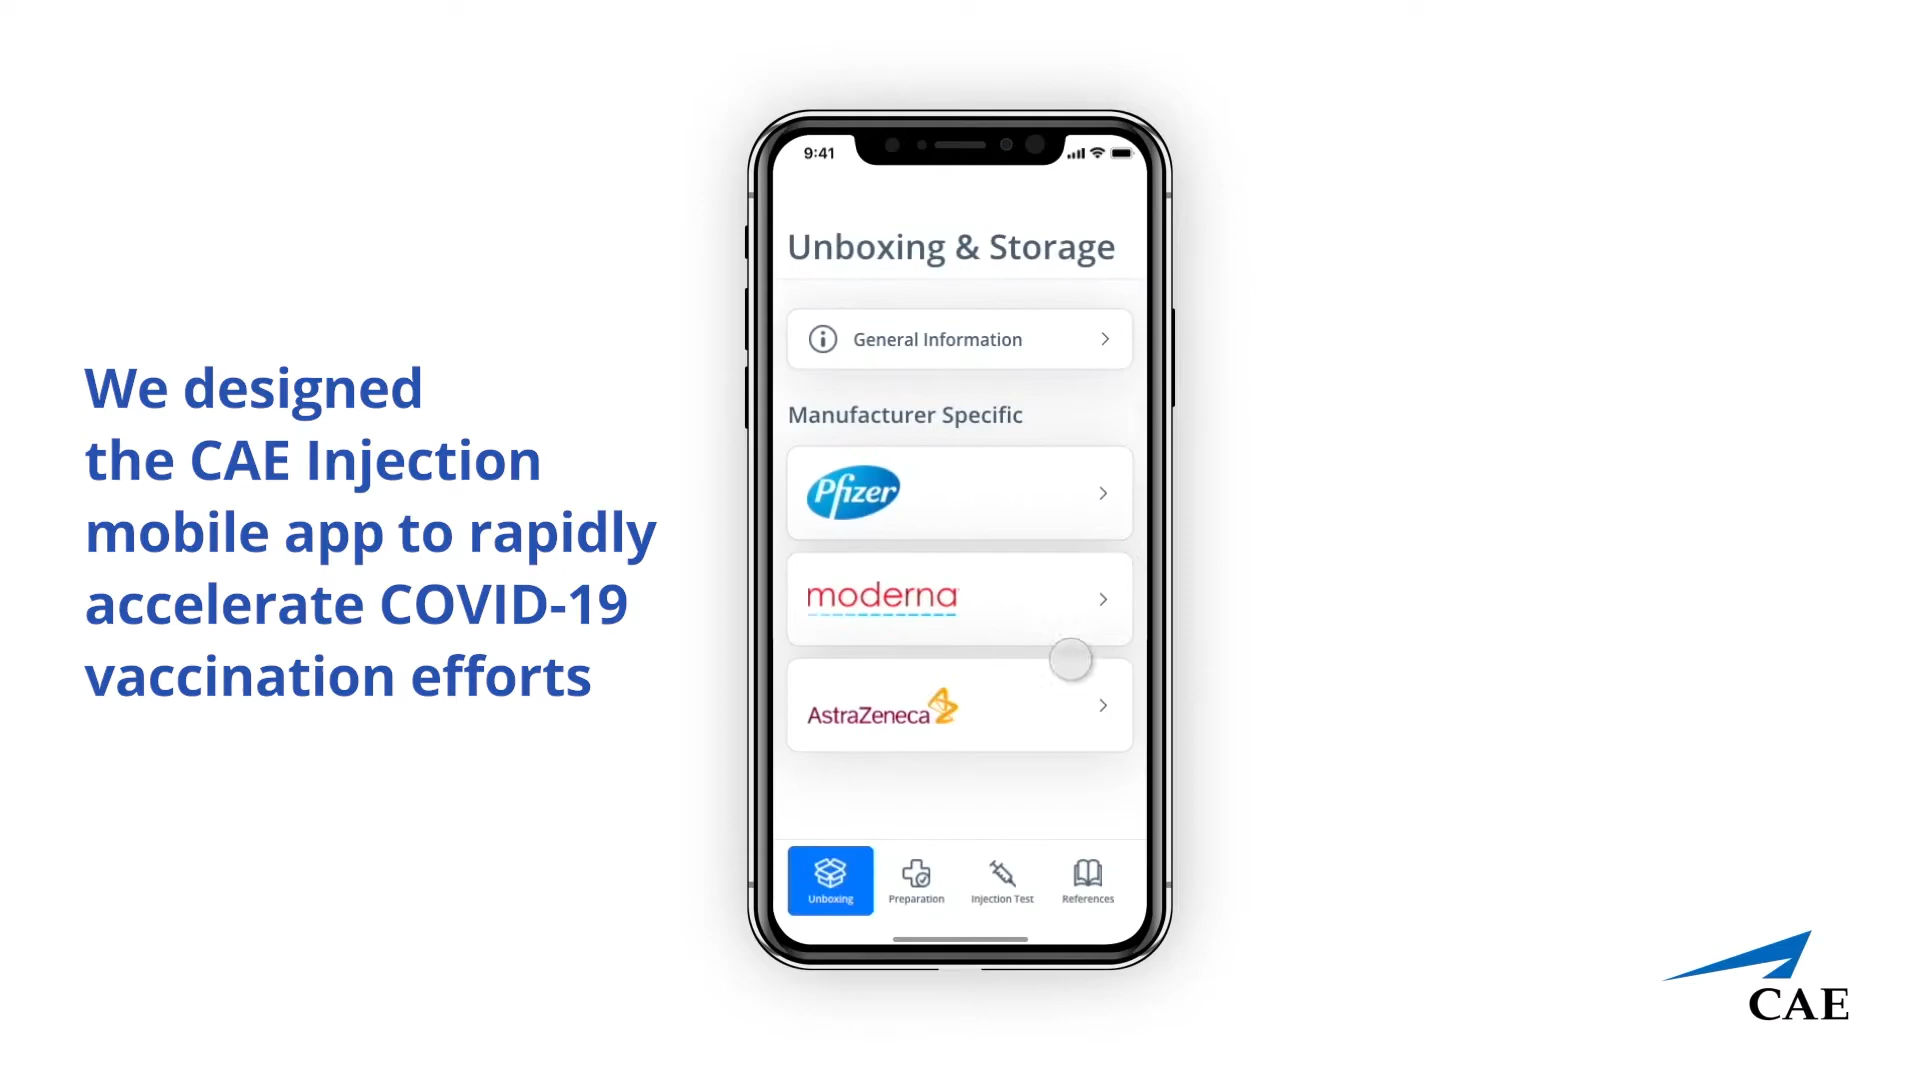 We designed
the CAE Injection
mobile app to rapidly
accelerate COVID-19
vaccination efforts
9:41
Unboxing & Storage
General Information
Manufacturer Specific
Pfizer
moderna
AstraZeneca
Unboxing
Preparation
Injection Test
References
CAE